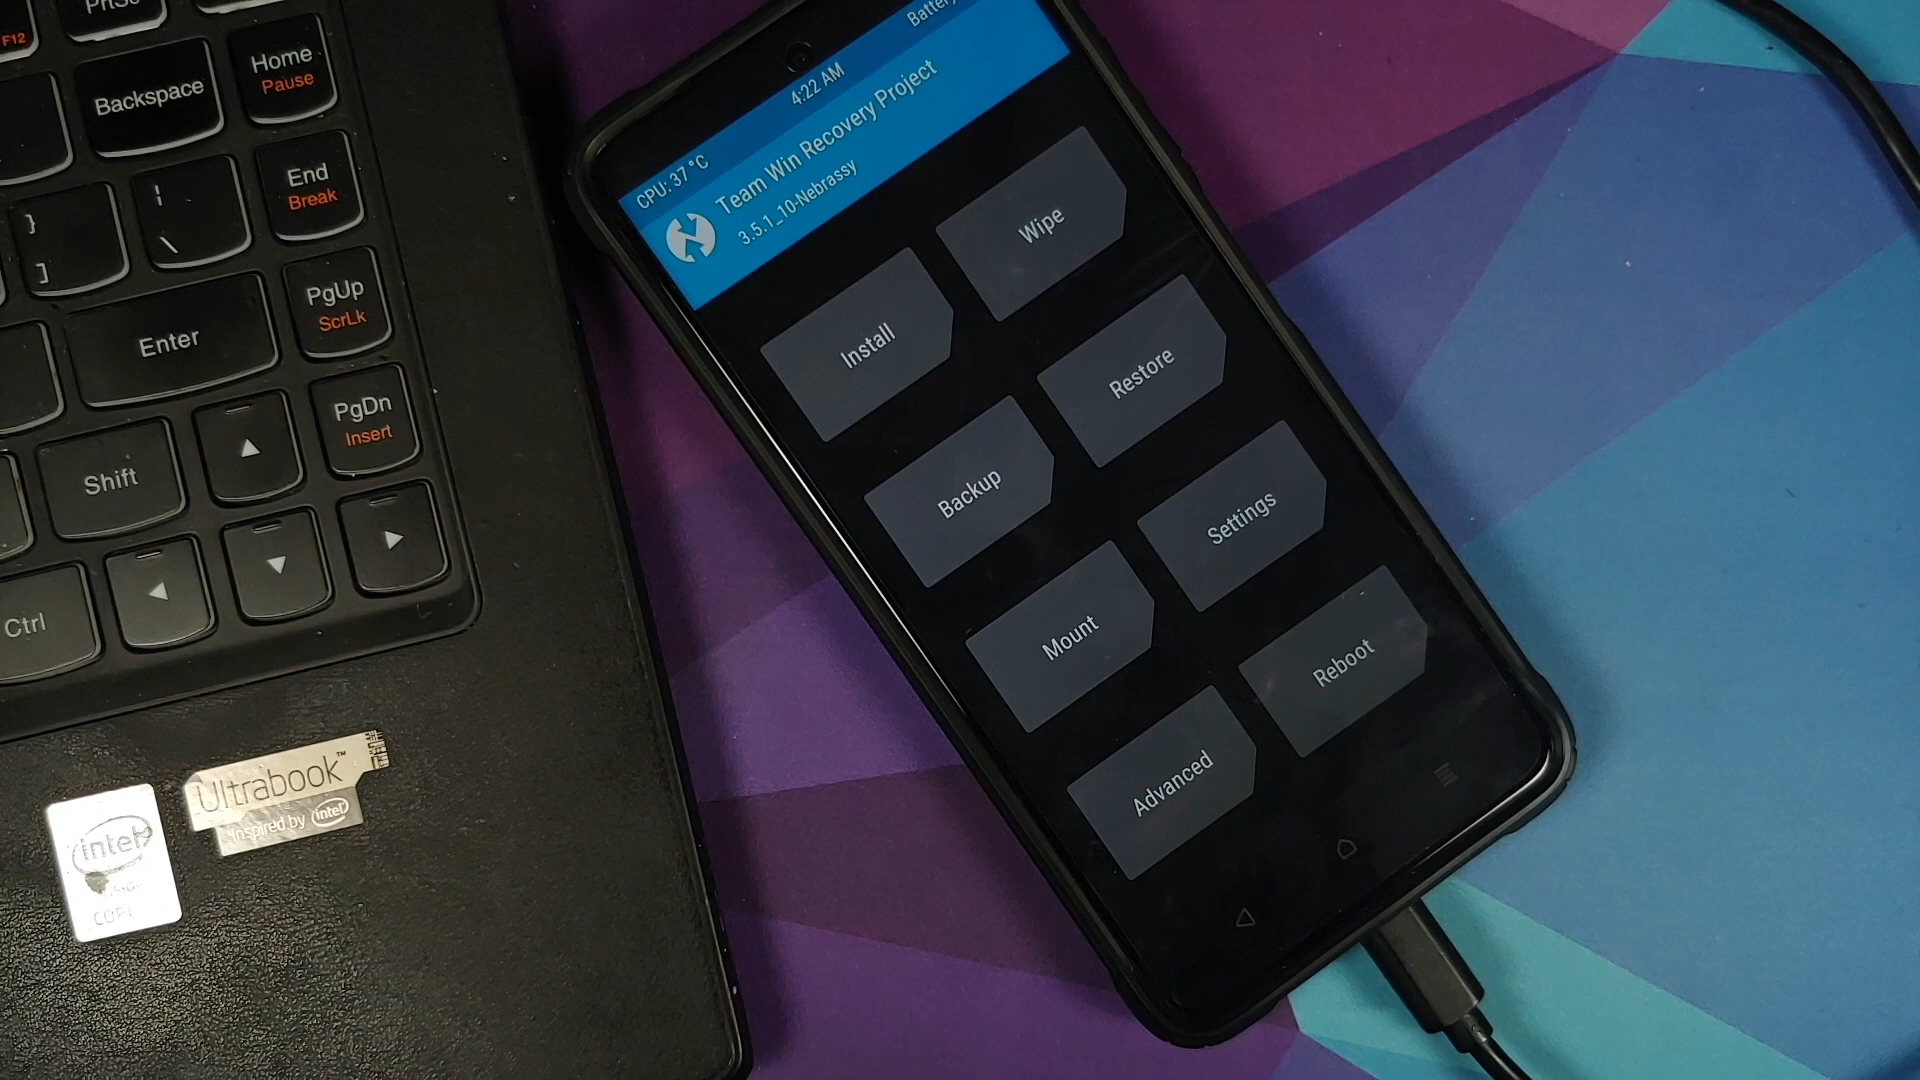 F12
PrtSc
Backspace
Home
Pause
}
]
¦
\
End
Break
Enter
PgUp
ScrLk
Shift
PgDn
Insert
Ctrl
intel
Ultrabook™
Inspired by intel
4:22 AM
CPU: 37 °C
Team Win Recovery Project
3.5.1_10-Nebrassy
Install
Wipe
Backup
Restore
Mount
Settings
Advanced
Reboot